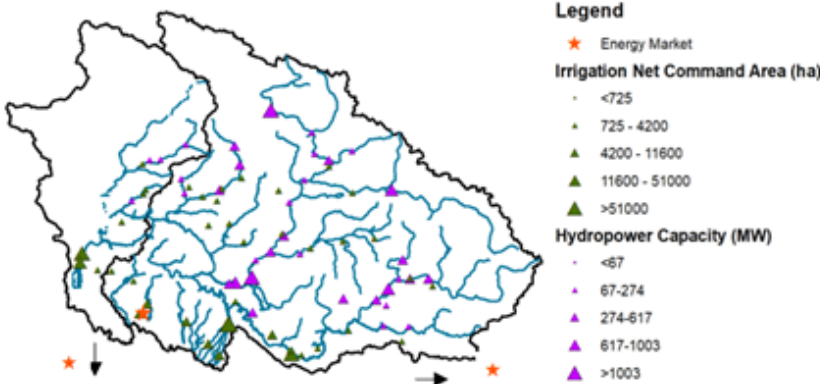 Legend
Energy Market
Irrigation Net Command Area (ha)
<725
725 - 4200
4200 - 11600
11600 - 51000
>51000
Hydropower Capacity (MW)
<67
67-274
274-617
617-1003
>1003